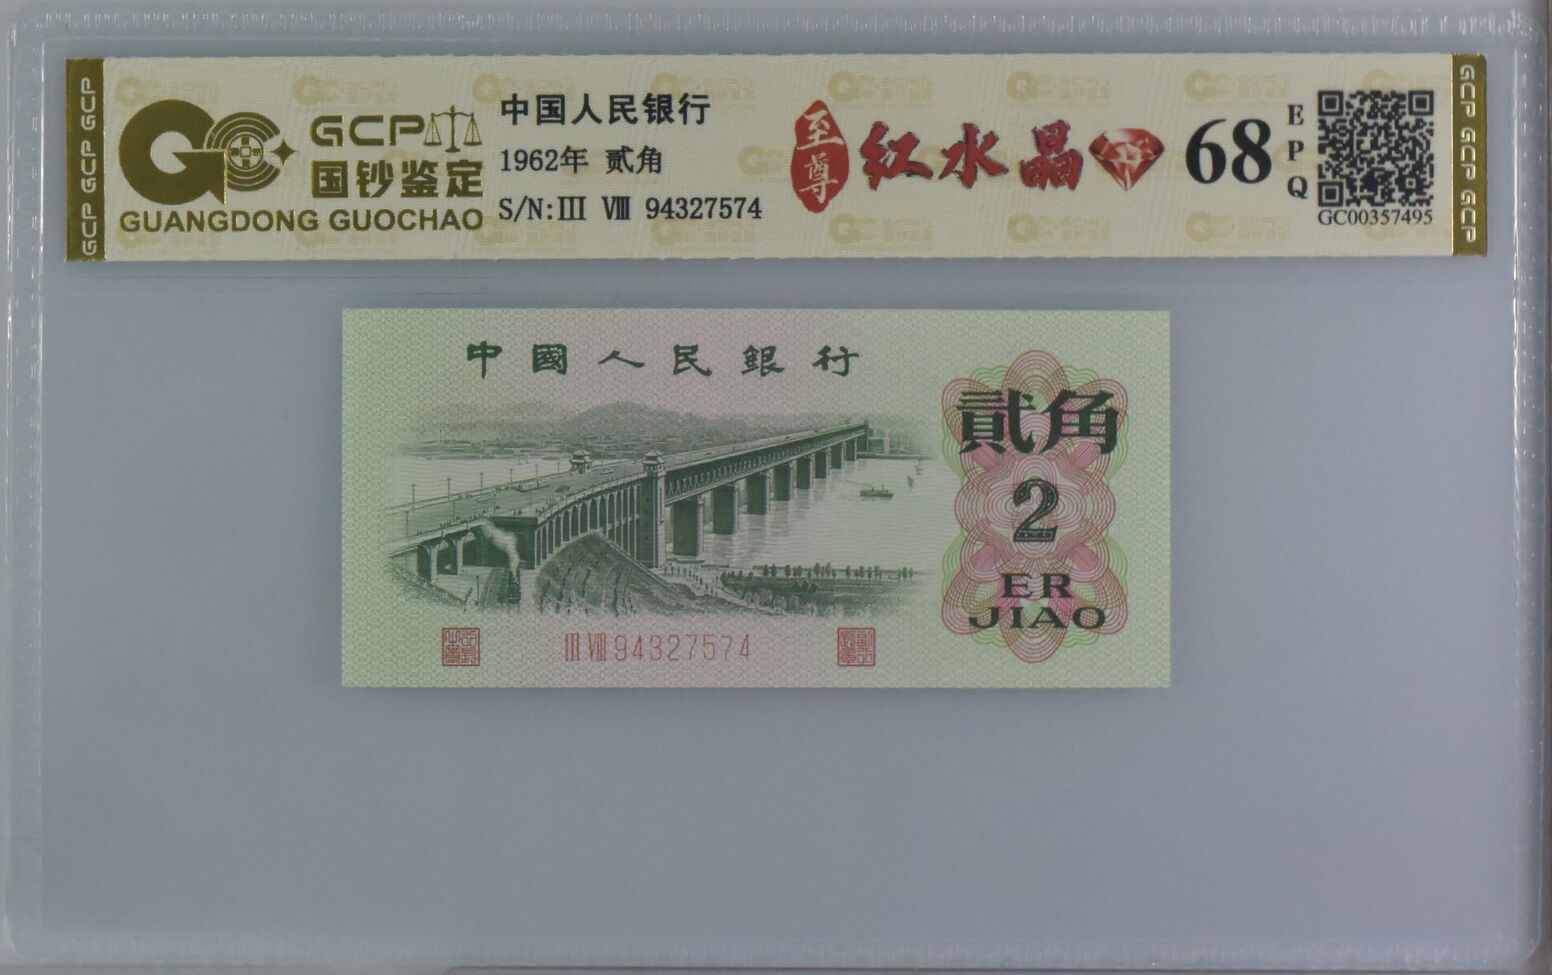 GCP GCP GCP
GCP
国钞鉴定
GUANGDONG GUOCHAO
中国人民银行
1962年 贰角
S/N:III VIII 94327574
至尊
红水晶
68
EPQ
GC00357495
GCP GCP GCP
中國人民銀行
貳角
2
ER
JIAO
III VIII 94327574